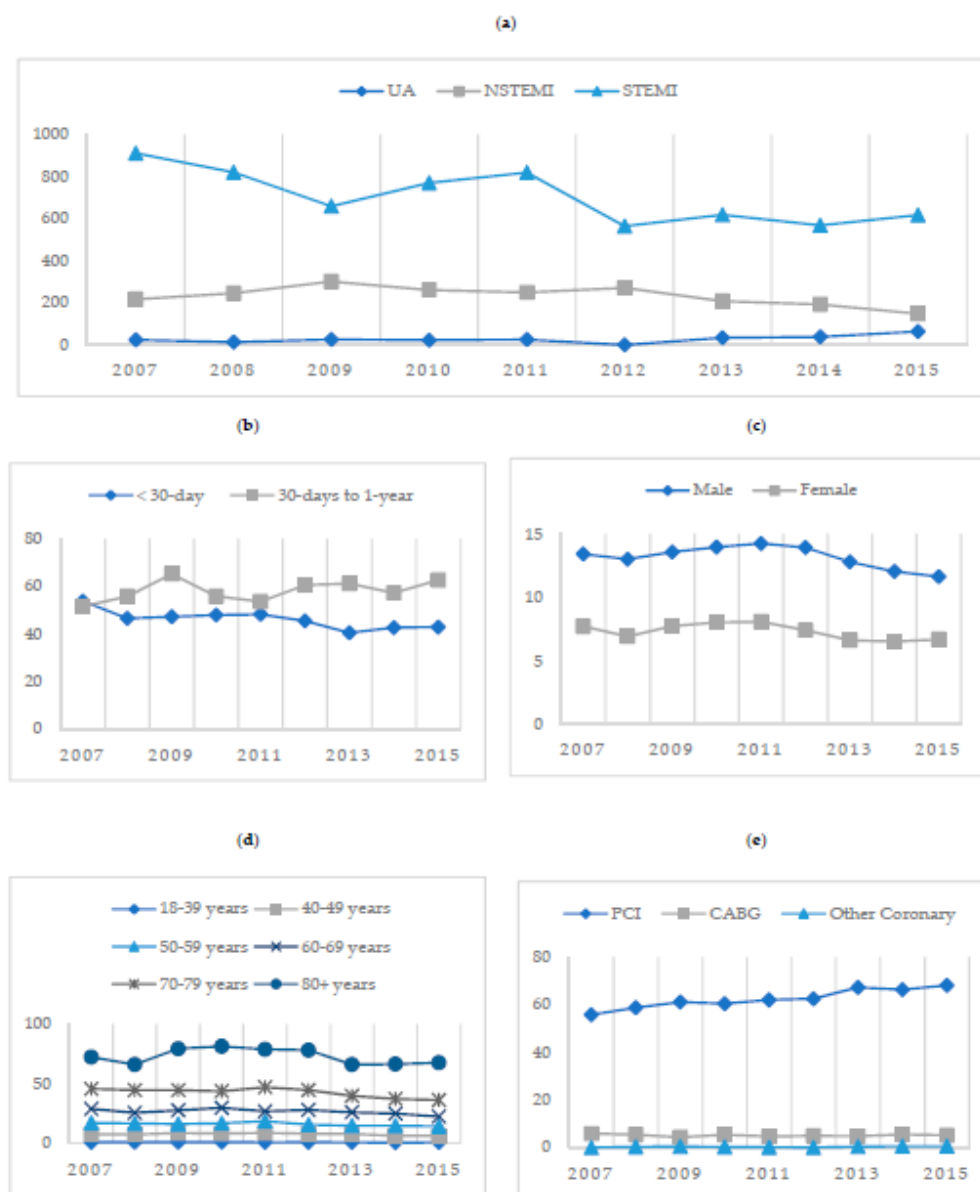 (a)
UA NSTEMI STEMI
1000
800
600
400
200
0
2007 2008 2009 2010 2011 2012 2013 2014 2015
(b)
< 30-day 30-days to 1-year
80
60
40
20
0
2007 2009 2011 2013 2015
(c)
Male Female
15
10
5
0
2007 2009 2011 2013 2015
(d)
18-39 years 40-49 years
50-59 years 60-69 years
70-79 years 80+ years
100
50
0
2007 2009 2011 2013 2015
(e)
PCI CABG Other Coronary
80
60
40
20
0
2007 2009 2011 2013 2015